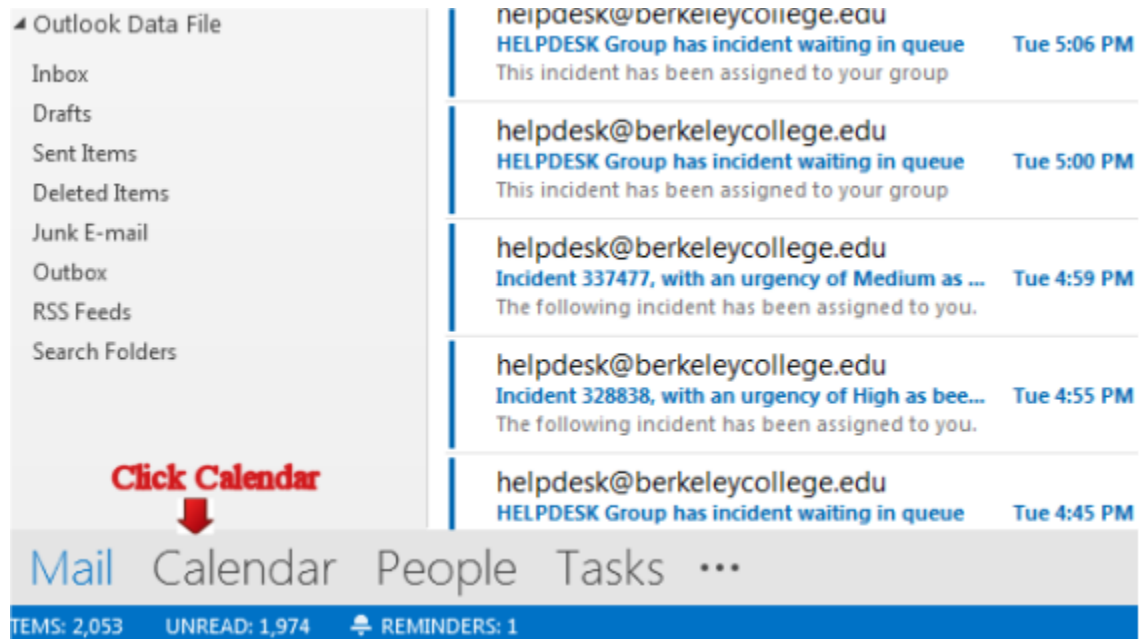 Outlook Data File
Inbox
Drafts
Sent Items
Deleted Items
Junk E-mail
Outbox
RSS Feeds
Search Folders
Click Calendar
helpdesk@berkeleycollege.edu
HELPDESK Group has incident waiting in queue Tue 5:06 PM
This incident has been assigned to your group
helpdesk@berkeleycollege.edu
HELPDESK Group has incident waiting in queue Tue 5:00 PM
This incident has been assigned to your group
helpdesk@berkeleycollege.edu
Incident 337477, with an urgency of Medium as ... Tue 4:59 PM
The following incident has been assigned to you.
helpdesk@berkeleycollege.edu
Incident 328838, with an urgency of High as bee... Tue 4:55 PM
The following incident has been assigned to you.
helpdesk@berkeleycollege.edu
HELPDESK Group has incident waiting in queue Tue 4:45 PM
Mail Calendar People Tasks •••
TEMS: 2,053 UNREAD: 1,974 REMINDERS: 1